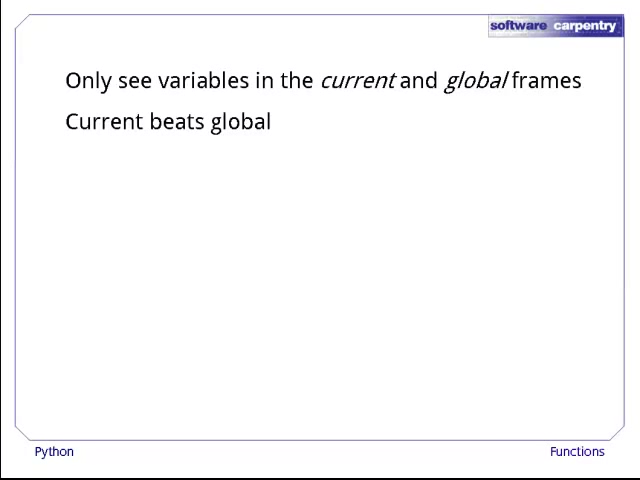 software carpentry
Only see variables in the current and global frames
Current beats global
Python
Functions